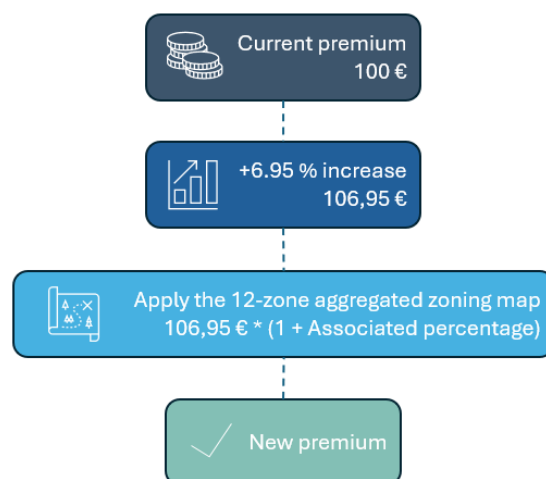 Current premium
100 €
+6.95 % increase
106,95 €
Apply the 12-zone aggregated zoning map
106,95 € * (1 + Associated percentage)
New premium